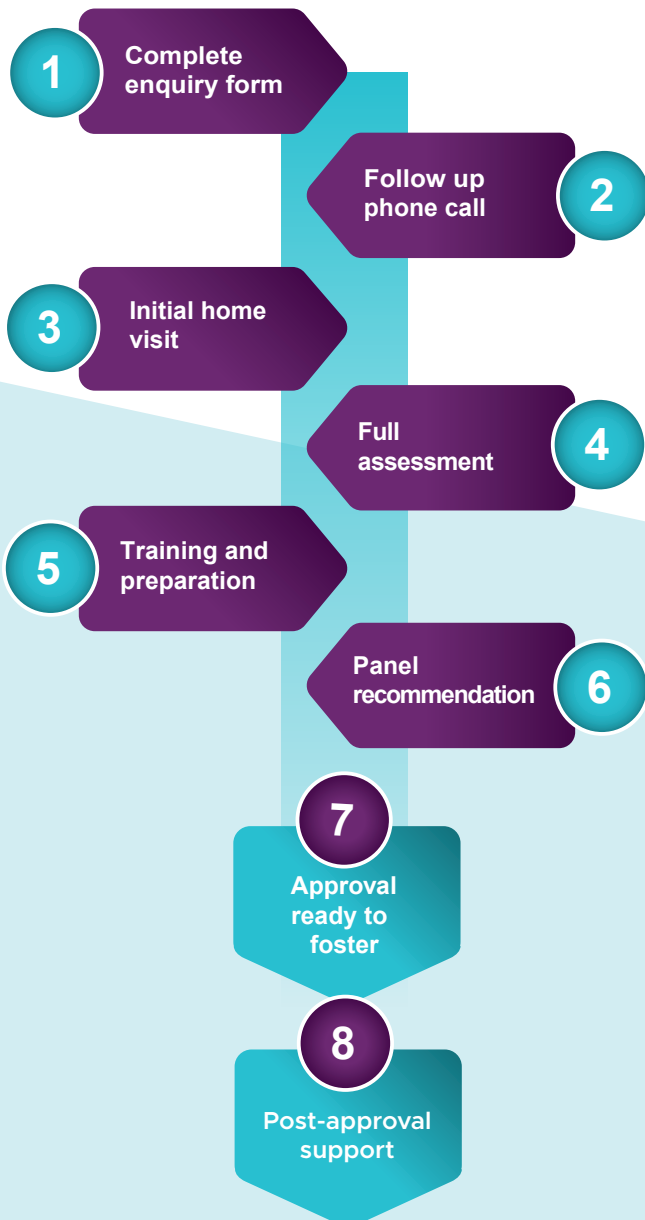 1
Complete
enquiry form
2
Follow up
phone call
3
Initial home
visit
4
Full
assessment
5
Training and
preparation
6
Panel
recommendation
7
Approval
ready to
foster
8
Post-approval
support